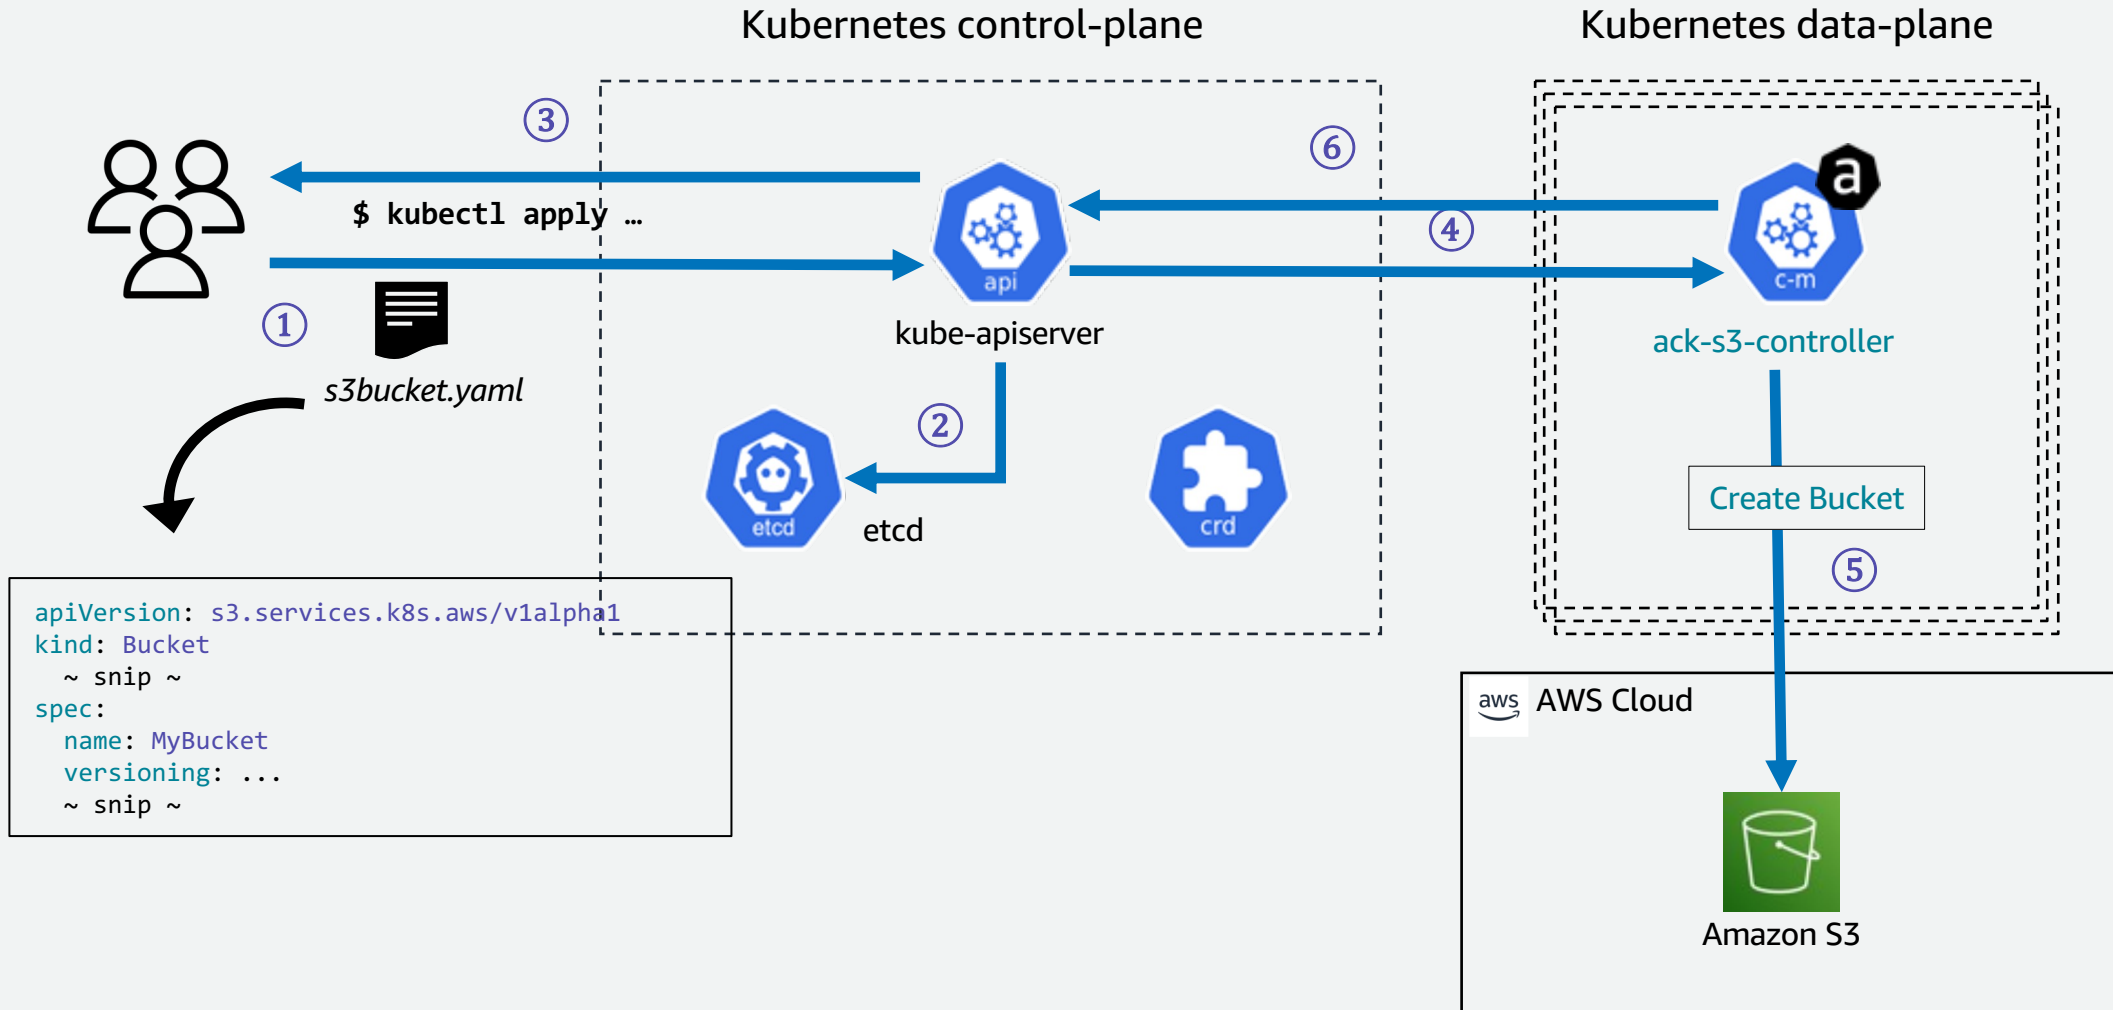 Kubernetes control-plane
Kubernetes data-plane
③
⑥
a
$ kubectl apply …
④
api
c-m
①
kube-apiserver
ack-s3-controller
s3bucket.yaml
②
etcd
etcd
crd
Create Bucket
⑤
apiVersion: s3.services.k8s.aws/v1alpha1
kind: Bucket
~ snip ~
spec:
name: MyBucket
versioning: ...
~ snip ~
aws
AWS Cloud
Amazon S3